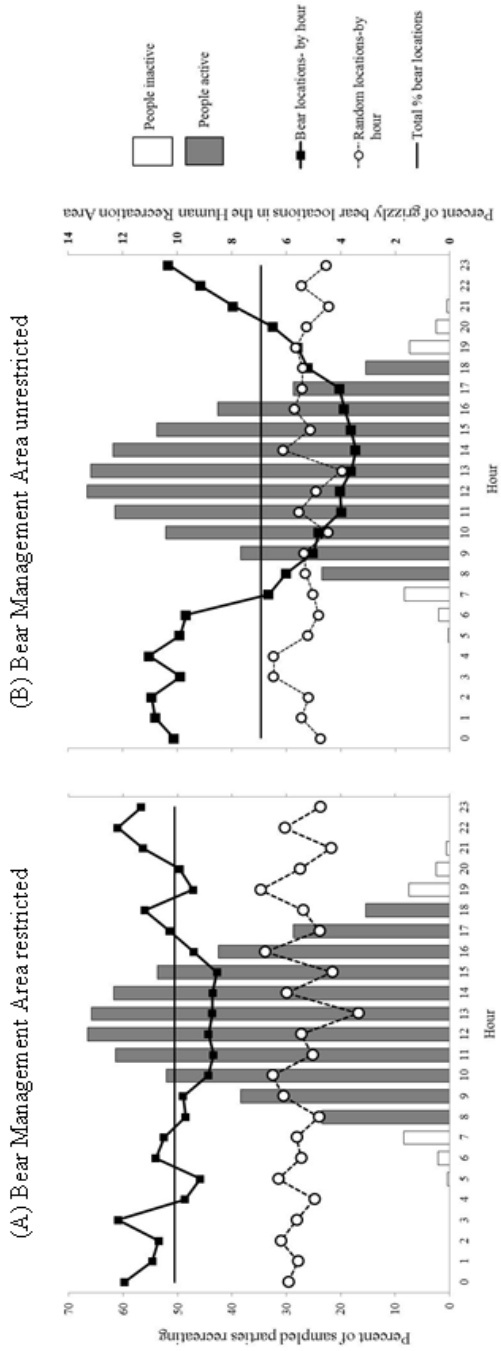 (A) Bear Management Area restricted
Percent of sampled parties recreating
70
60
50
40
30
20
10
0
0 1 2 3 4 5 6 7 8 9 10 11 12 13 14 15 16 17 18 19 20 21 22 23
Hour
(B) Bear Management Area unrestricted
14
12
10
8
6
4
2
0
Percent of grizzly bear locations in the Human Recreation Area
0 1 2 3 4 5 6 7 8 9 10 11 12 13 14 15 16 17 18 19 20 21 22 23
Hour
People inactive
People active
Bear locations- by hour
Random locations-by
hour
Total % bear locations